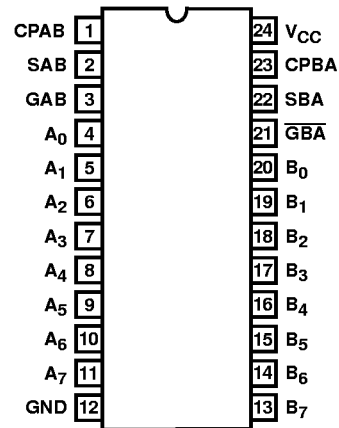 CPAB 1 24 V_CC
SAB 2 23 CPBA
GAB 3 22 SBA
A₀ 4 21 G̅B̅A̅
A₁ 5 20 B₀
A₂ 6 19 B₁
A₃ 7 18 B₂
A₄ 8 17 B₃
A₅ 9 16 B₄
A₆ 10 15 B₅
A₇ 11 14 B₆
GND 12 13 B₇